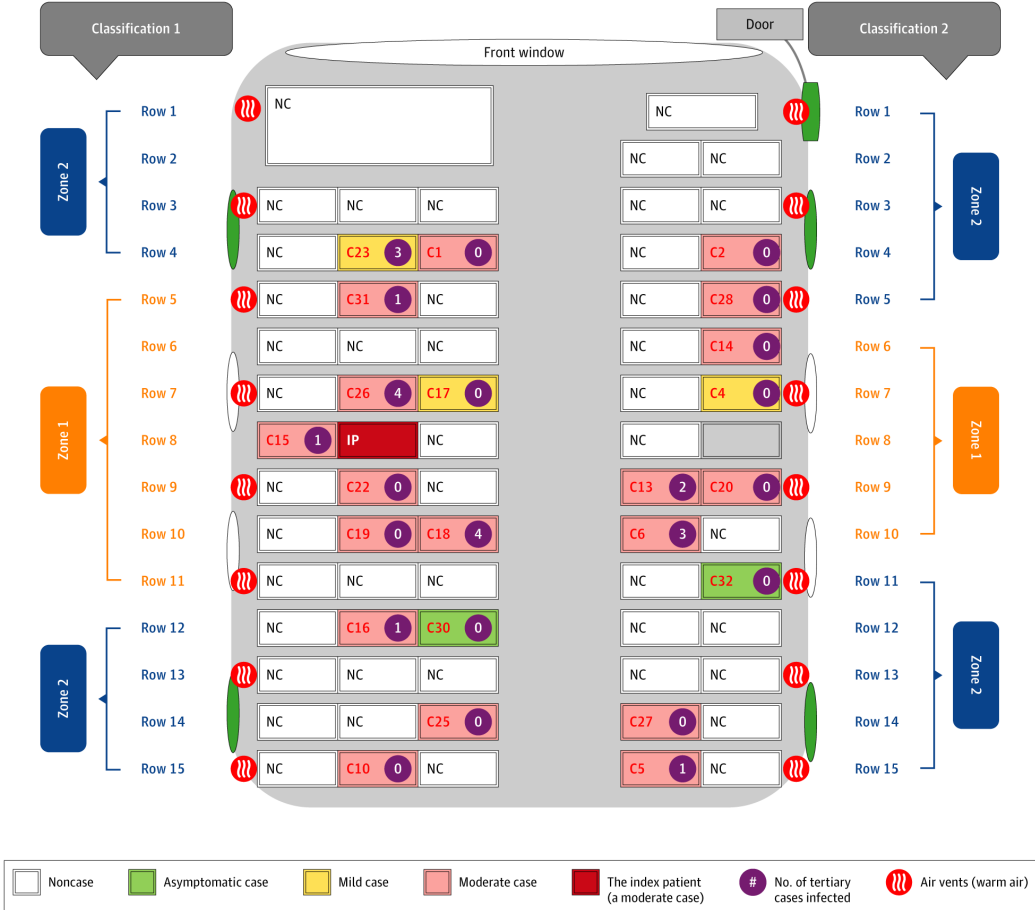 Classification 1
Front window
Door
Classification 2
Zone 2
Zone 1
Zone 2
Zone 2
Zone 1
Zone 2
Row 1 NC NC Row 1
Row 2 NC NC Row 2
Row 3 NC NC NC NC NC Row 3
Row 4 NC C23 3 C1 0 NC C2 0 Row 4
Row 5 NC C31 1 NC NC C28 0 Row 5
Row 6 NC NC NC NC C14 0 Row 6
Row 7 NC C26 4 C17 0 NC C4 0 Row 7
Row 8 C15 1 IP NC NC Row 8
Row 9 NC C22 0 NC C13 2 C20 0 Row 9
Row 10 NC C19 0 C18 4 C6 3 NC Row 10
Row 11 NC NC NC NC C32 0 Row 11
Row 12 NC C16 1 C30 0 NC NC Row 12
Row 13 NC NC NC NC NC Row 13
Row 14 NC NC C25 0 C27 0 NC Row 14
Row 15 NC C10 0 NC C5 1 NC Row 15
Noncase
Asymptomatic case
Mild case
Moderate case
The index patient
(a moderate case)
#
No. of tertiary
cases infected
Air vents (warm air)